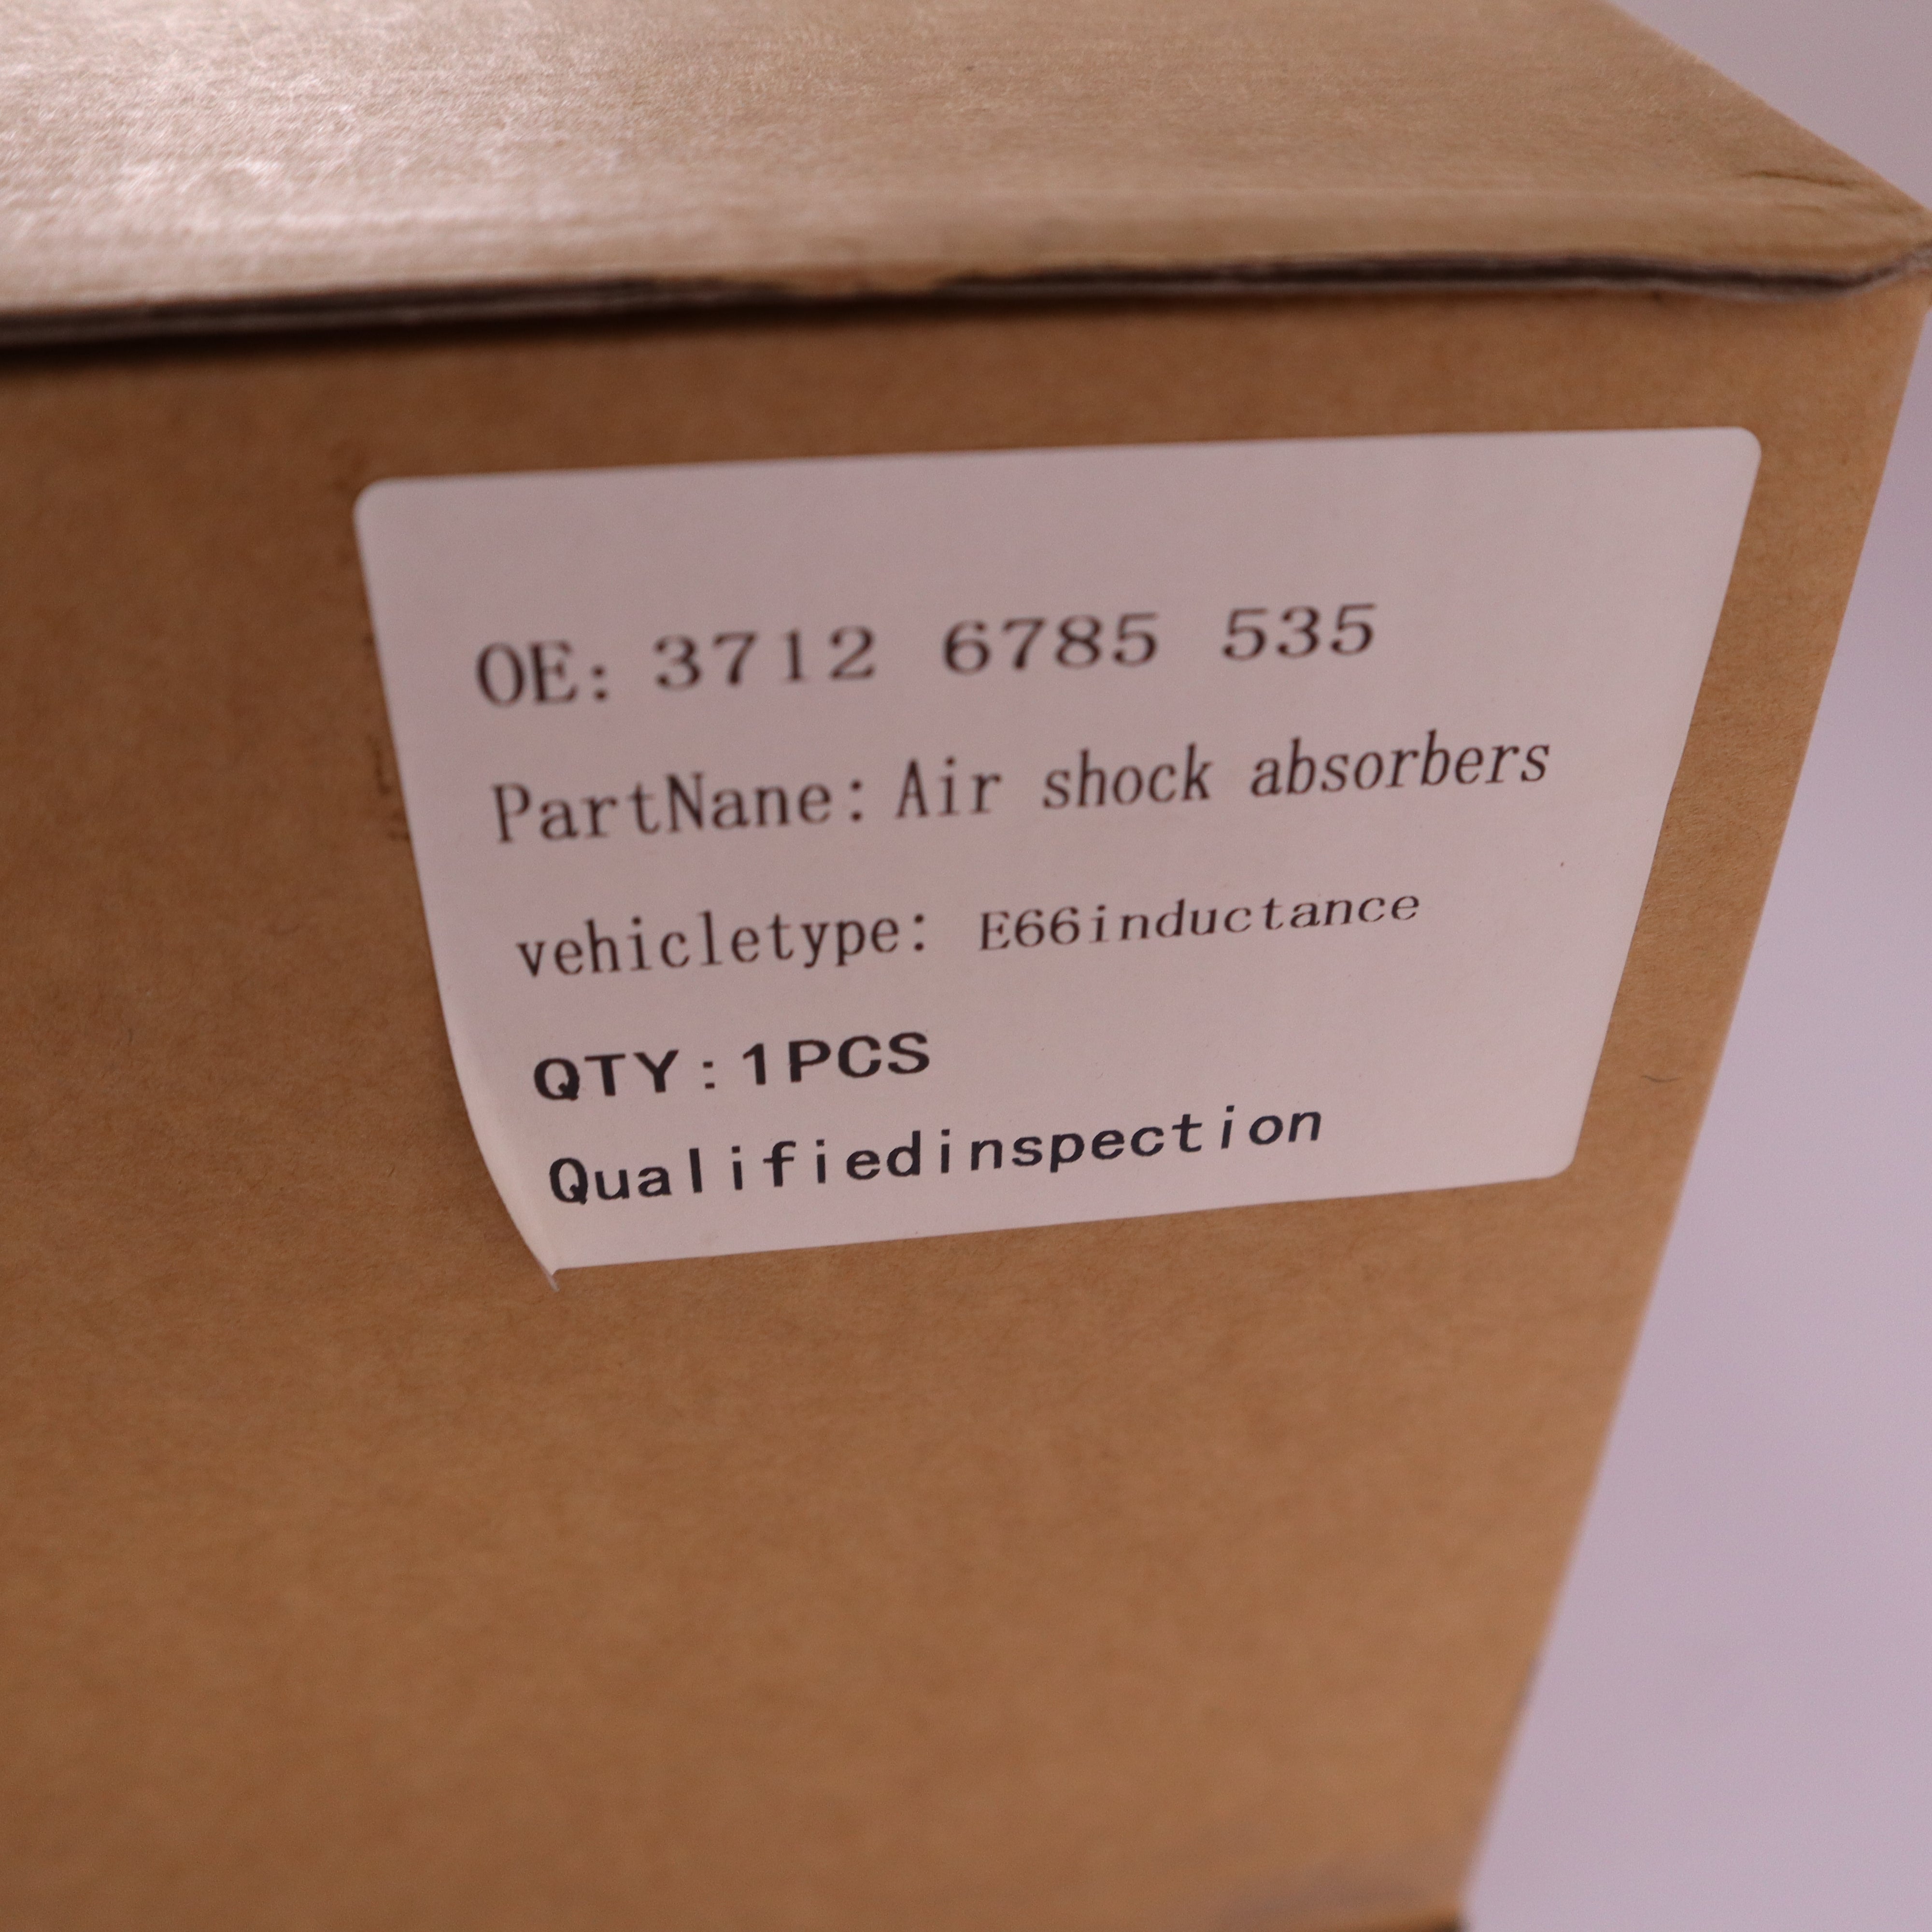 OE: 3712 6785 535
PartNane: Air shock absorbers
vehicletype: E66inductance
QTY:1PCS
Qualifiedinspection